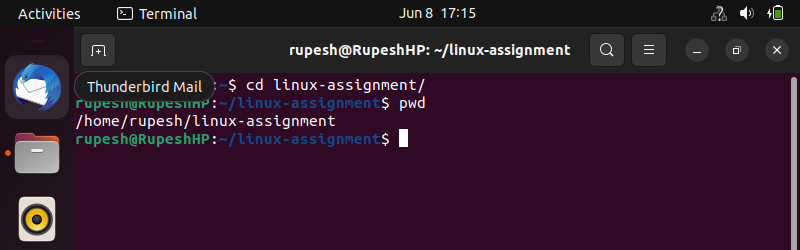 Activities Terminal Jun 8 17:15
rupesh@RupeshHP: ~/linux-assignment
Thunderbird Mail
:~$ cd linux-assignment/
rupesh@RupeshHP:~/linux-assignment$ pwd
/home/rupesh/linux-assignment
rupesh@RupeshHP:~/linux-assignment$